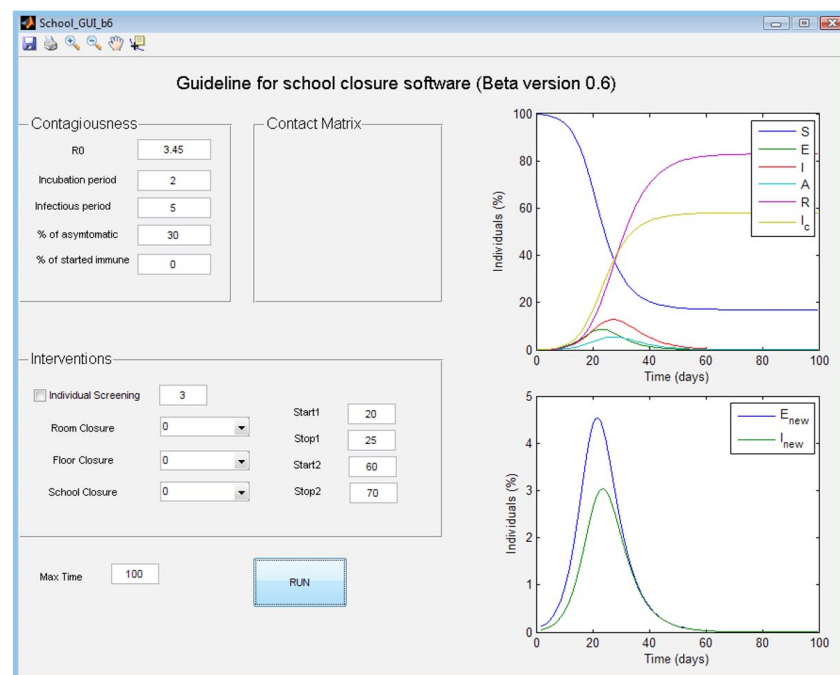 School_GUI_b6
Guideline for school closure software (Beta version 0.6)
Contagiousness
R0 3.45
Incubation period 2
Infectious period 5
% of asymtomatic 30
% of started immune 0
Contact Matrix
Interventions
Individual Screening 3
Room Closure 0
Floor Closure 0
School Closure 0
Start1 20
Stop1 25
Start2 60
Stop2 70
Max Time 100
RUN
100
80
60
40
20
0
Individuals (%)
S
E
I
A
R
I_c
0 20 40 60 80 100
Time (days)
5
4
3
2
1
0
Individuals (%)
E_new
I_new
0 20 40 60 80 100
Time (days)